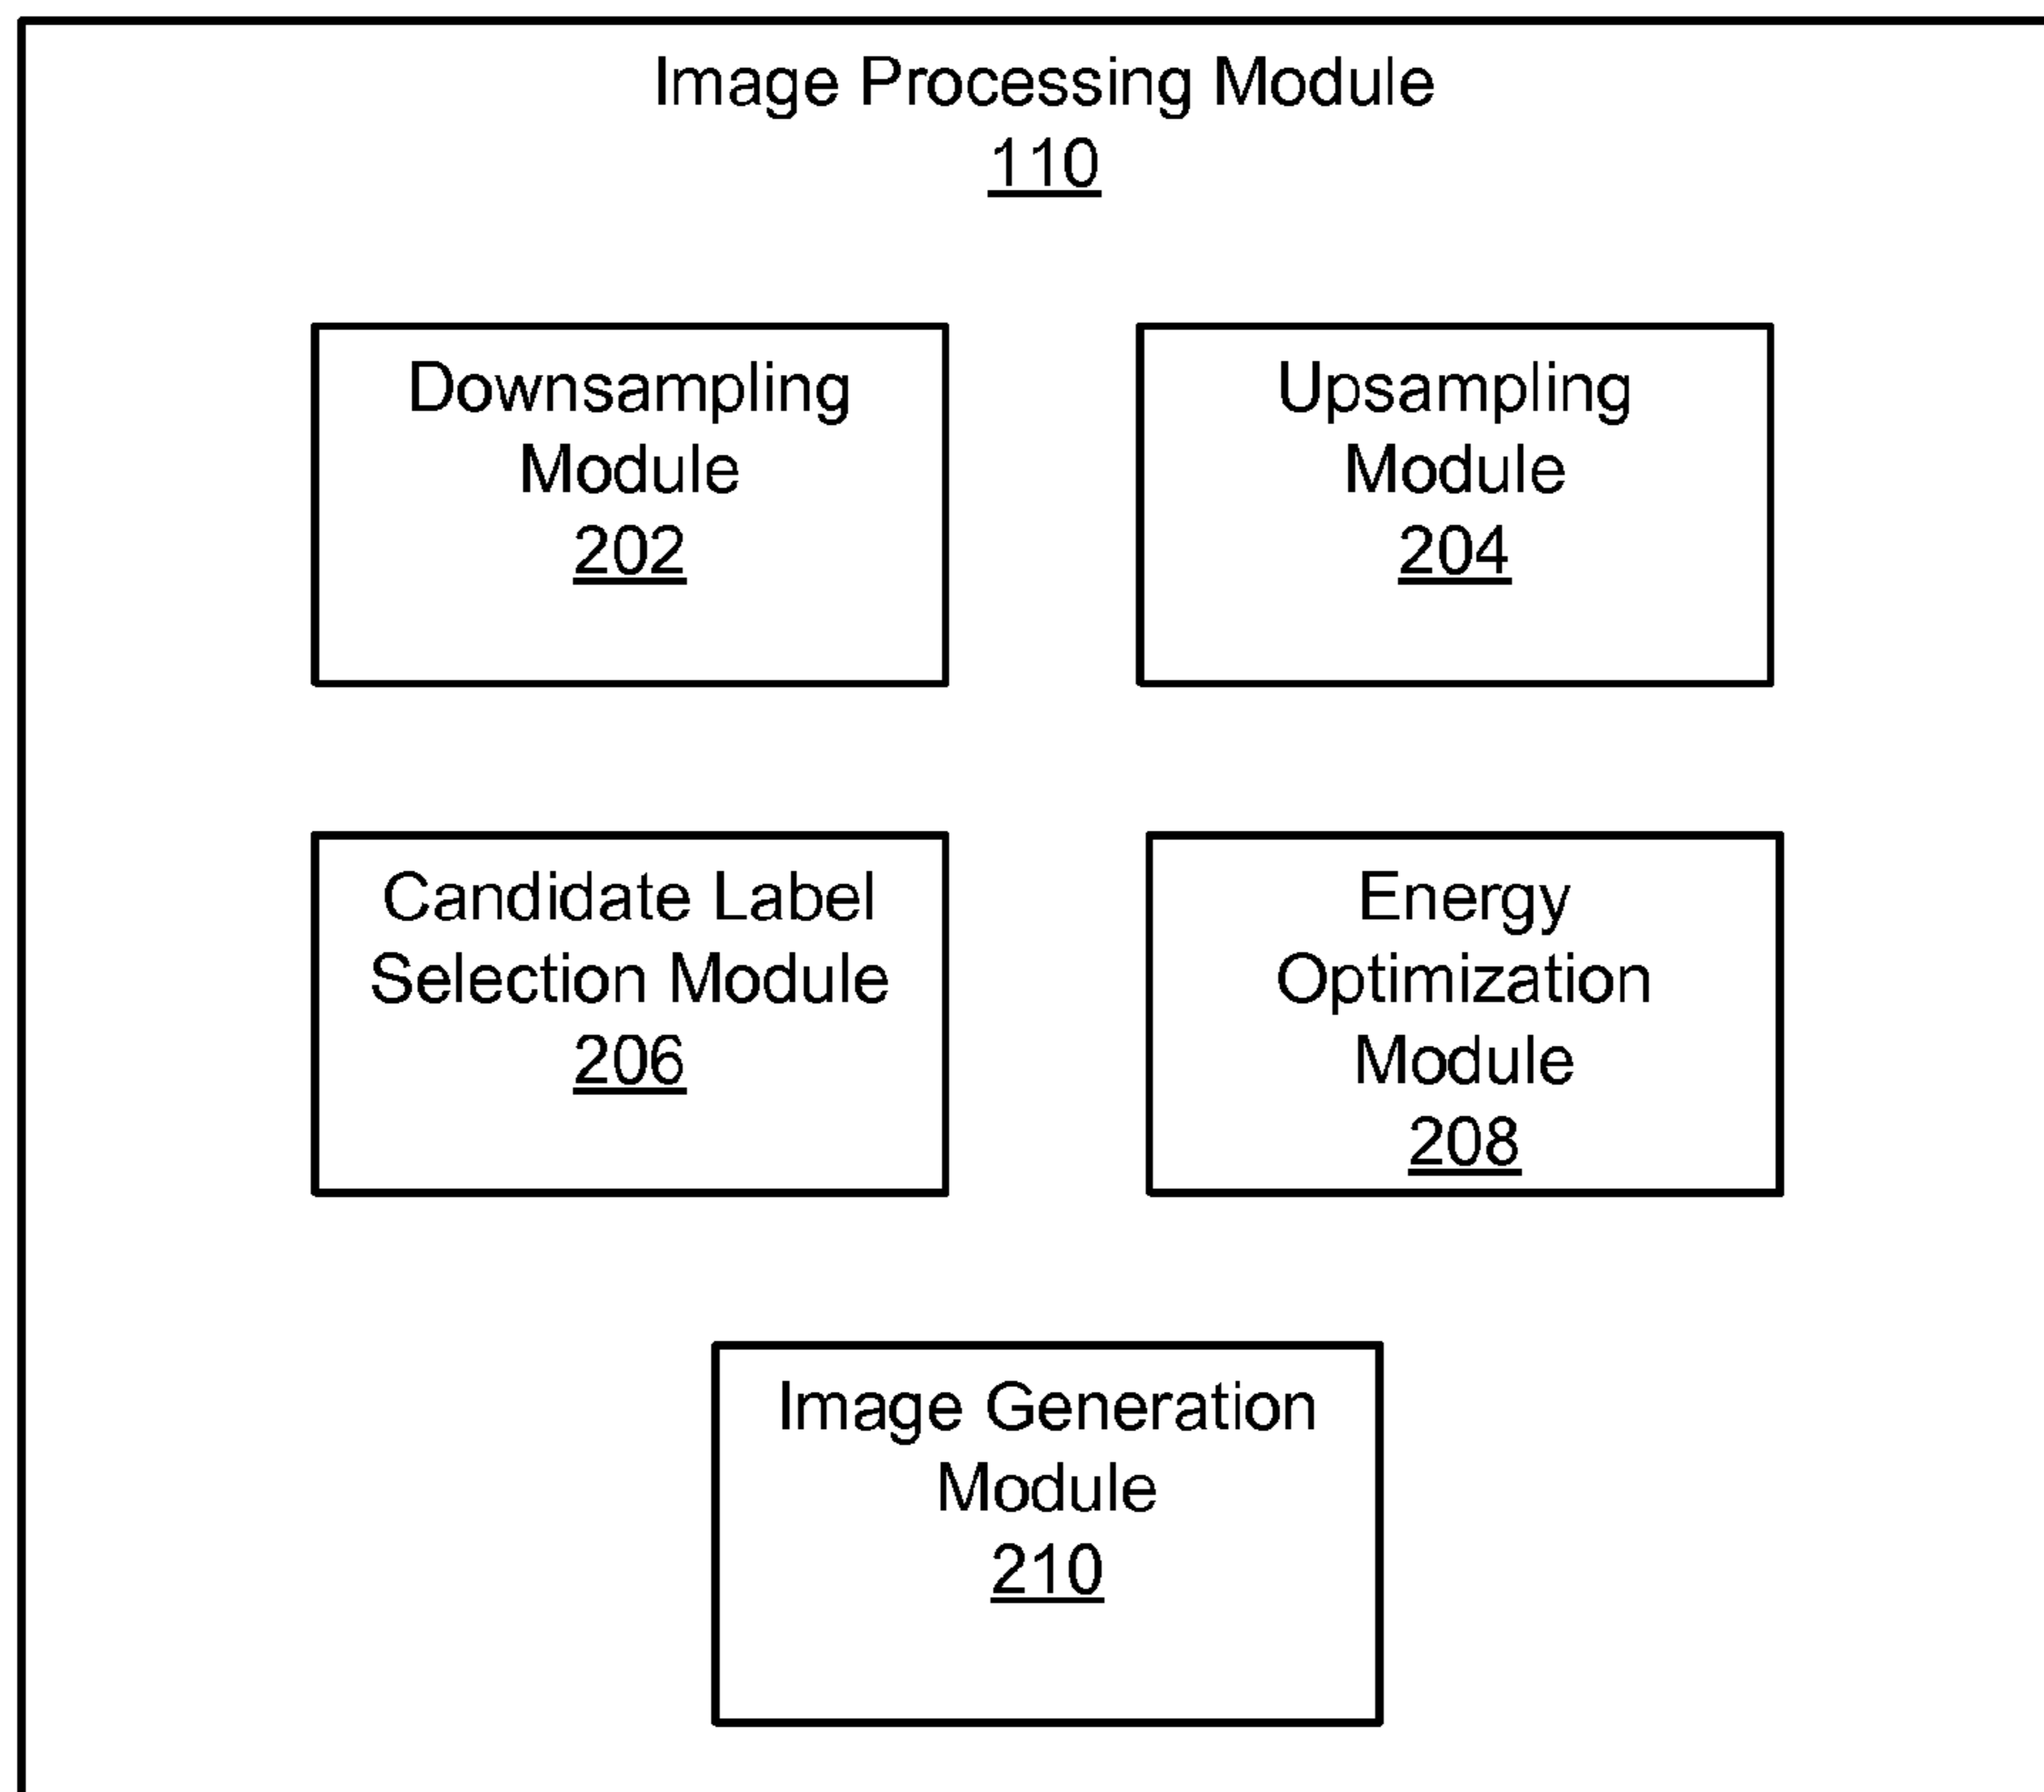 Image Processing Module
110
Downsampling
Module
202
Upsampling
Module
204
Candidate Label
Selection Module
206
Energy
Optimization
Module
208
Image Generation
Module
210